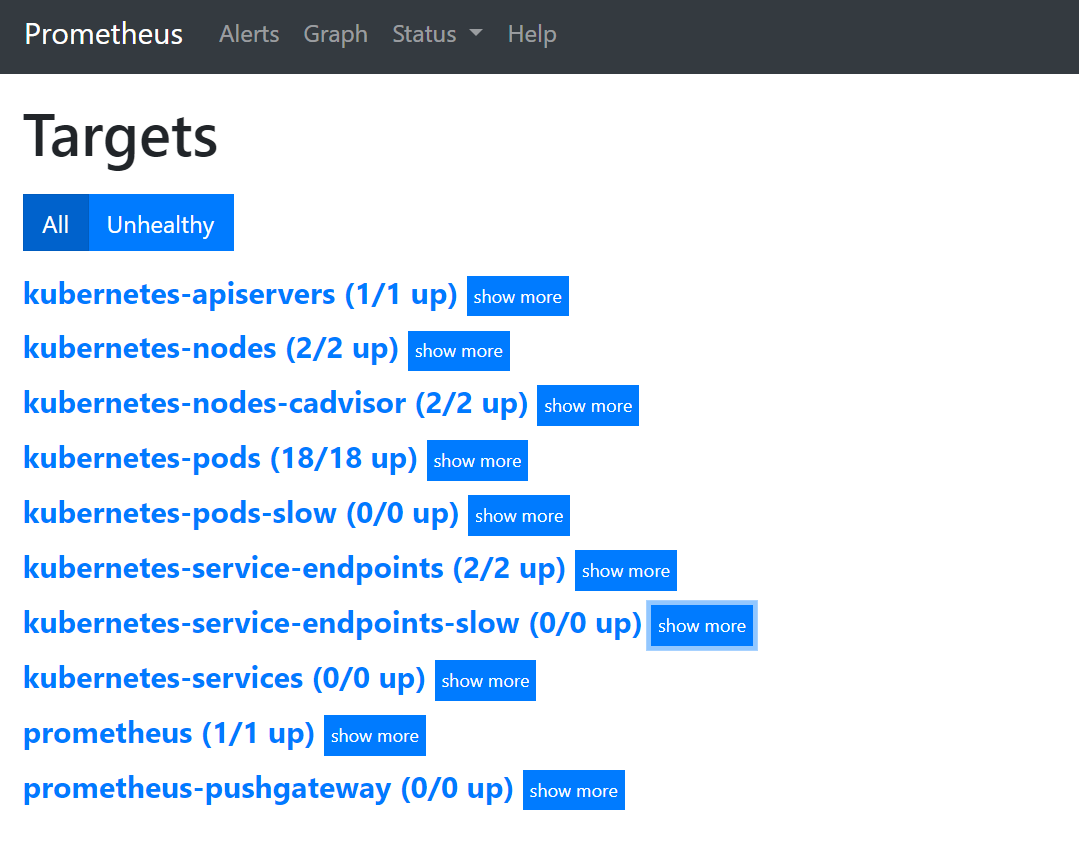 Prometheus Alerts Graph Status Help
Targets
All Unhealthy
kubernetes-apiservers (1/1 up) show more
kubernetes-nodes (2/2 up) show more
kubernetes-nodes-cadvisor (2/2 up) show more
kubernetes-pods (18/18 up) show more
kubernetes-pods-slow (0/0 up) show more
kubernetes-service-endpoints (2/2 up) show more
kubernetes-service-endpoints-slow (0/0 up) show more
kubernetes-services (0/0 up) show more
prometheus (1/1 up) show more
prometheus-pushgateway (0/0 up) show more